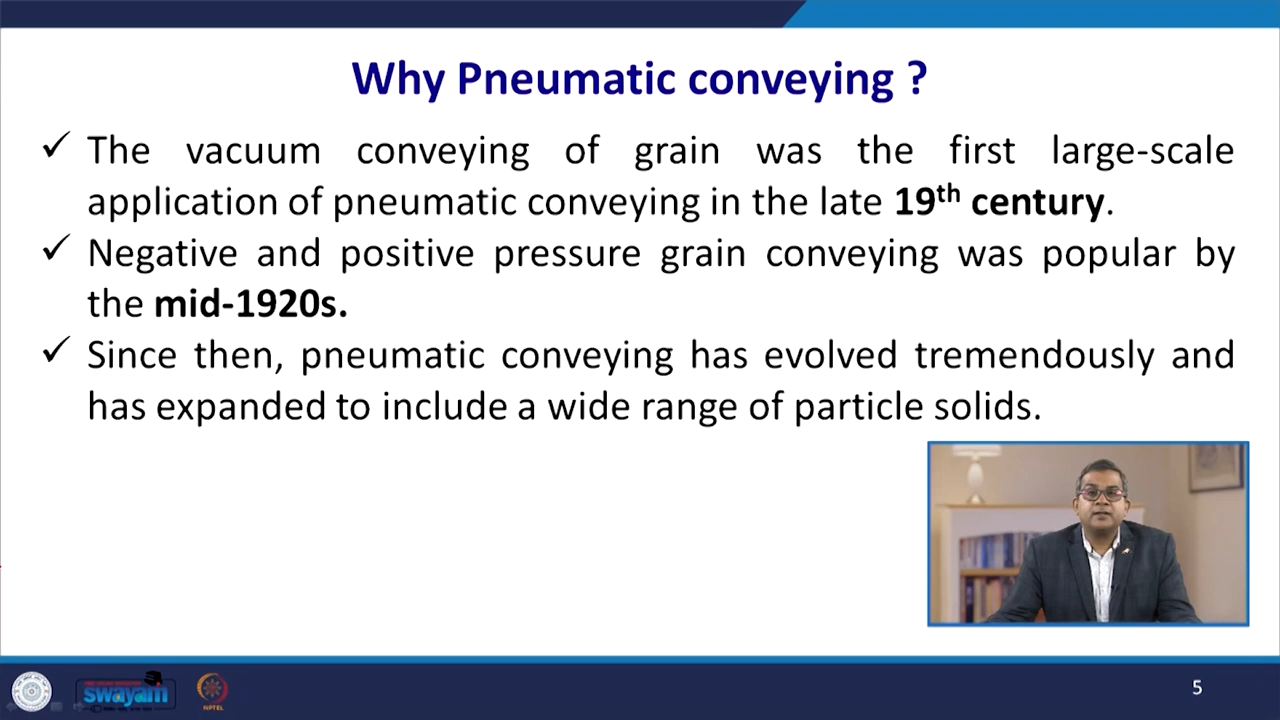 Why Pneumatic conveying ?
✓ The vacuum conveying of grain was the first large-scale
application of pneumatic conveying in the late 19th century.
✓ Negative and positive pressure grain conveying was popular by
the mid-1920s.
✓ Since then, pneumatic conveying has evolved tremendously and
has expanded to include a wide range of particle solids.
swayam
NPTEL
5